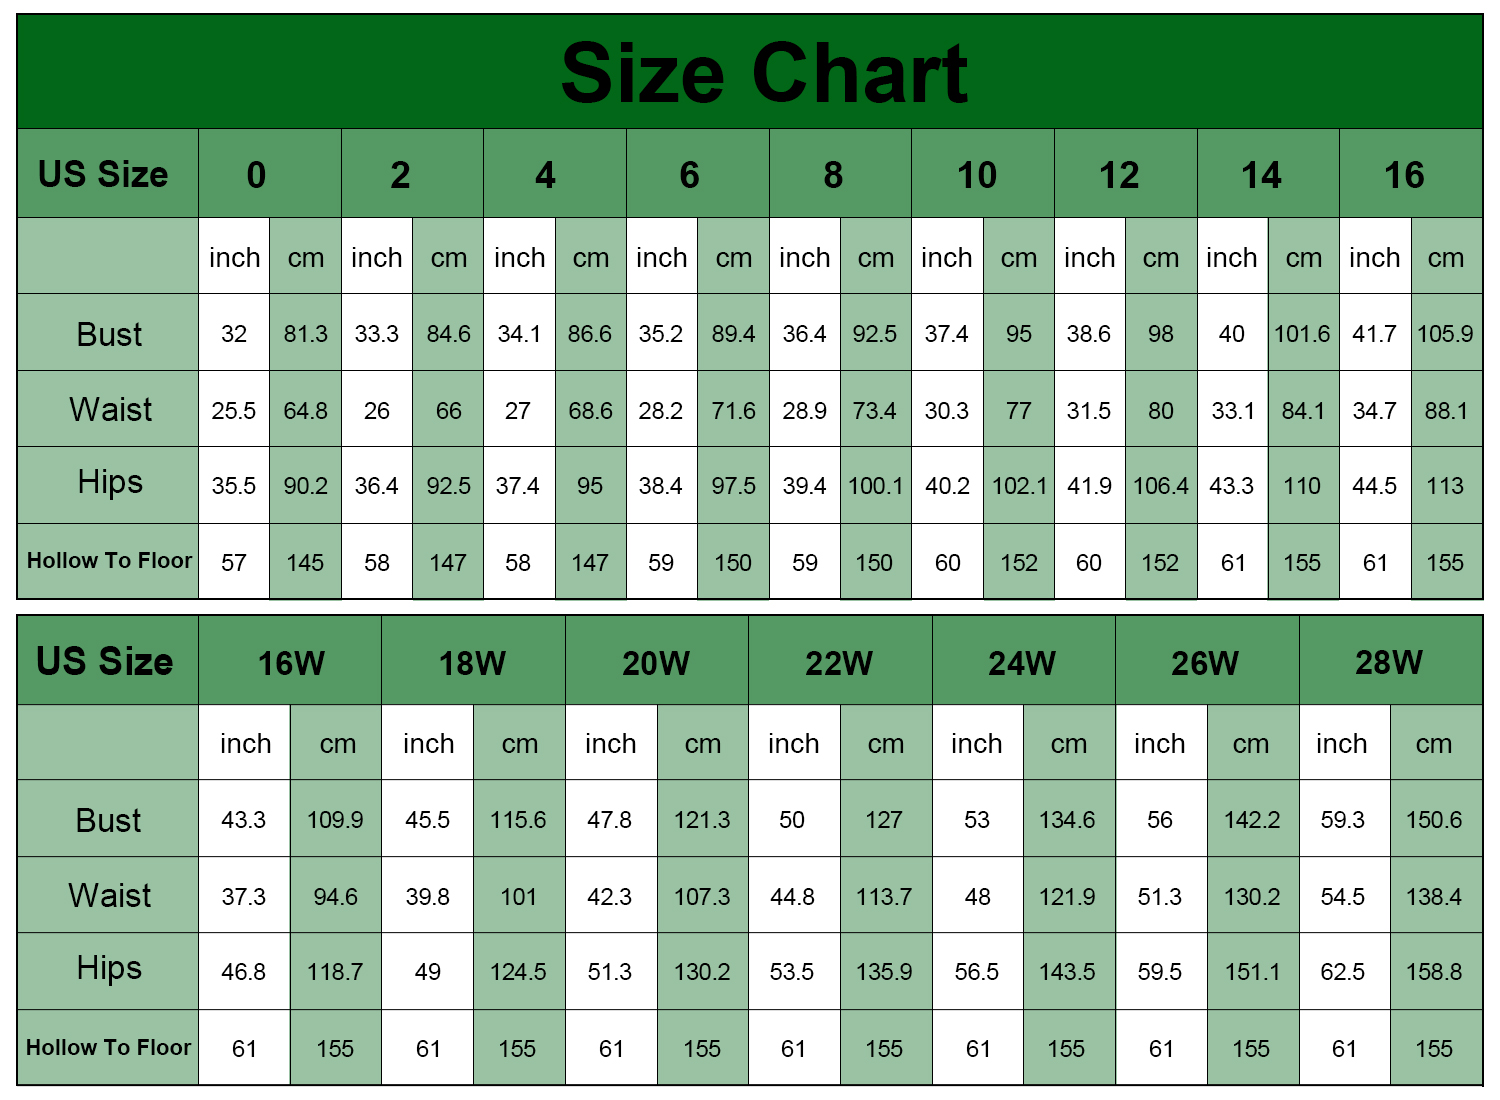 Size Chart
US Size 0 2 4 6 8 10 12 14 16
inch cm inch cm inch cm inch cm inch cm inch cm inch cm inch cm inch cm
Bust 32 81.3 33.3 84.6 34.1 86.6 35.2 89.4 36.4 92.5 37.4 95 38.6 98 40 101.6 41.7 105.9
Waist 25.5 64.8 26 66 27 68.6 28.2 71.6 28.9 73.4 30.3 77 31.5 80 33.1 84.1 34.7 88.1
Hips 35.5 90.2 36.4 92.5 37.4 95 38.4 97.5 39.4 100.1 40.2 102.1 41.9 106.4 43.3 110 44.5 113
Hollow To Floor 57 145 58 147 58 147 59 150 59 150 60 152 60 152 61 155 61 155
US Size 16W 18W 20W 22W 24W 26W 28W
inch cm inch cm inch cm inch cm inch cm inch cm inch cm
Bust 43.3 109.9 45.5 115.6 47.8 121.3 50 127 53 134.6 56 142.2 59.3 150.6
Waist 37.3 94.6 39.8 101 42.3 107.3 44.8 113.7 48 121.9 51.3 130.2 54.5 138.4
Hips 46.8 118.7 49 124.5 51.3 130.2 53.5 135.9 56.5 143.5 59.5 151.1 62.5 158.8
Hollow To Floor 61 155 61 155 61 155 61 155 61 155 61 155 61 155